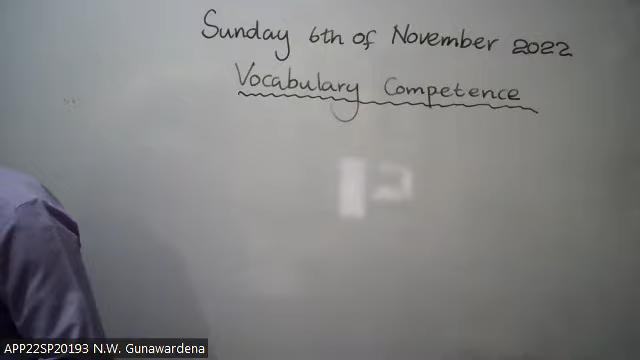 Sunday 6th of November 2022
Vocabulary Competence
APP22SP20193 N.W. Gunawardena